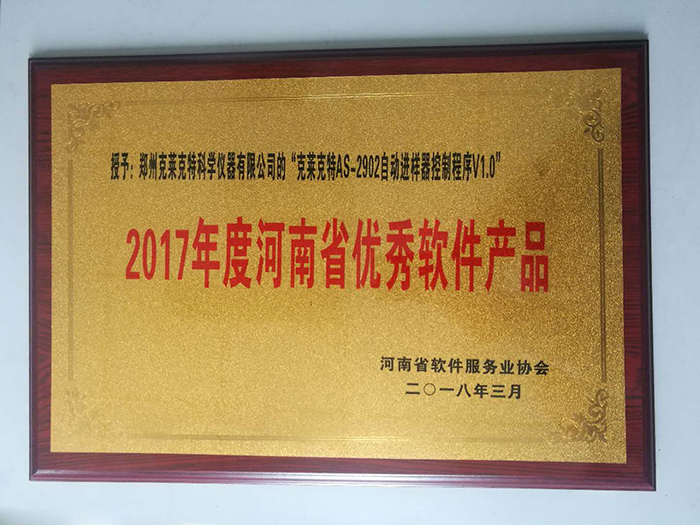 授予：郑州克莱克特科学仪器有限公司的“克莱克特AS-2902自动进样器控制程序V1.0”
2017年度河南省优秀软件产品
河南省软件服务业协会
二〇一八年三月